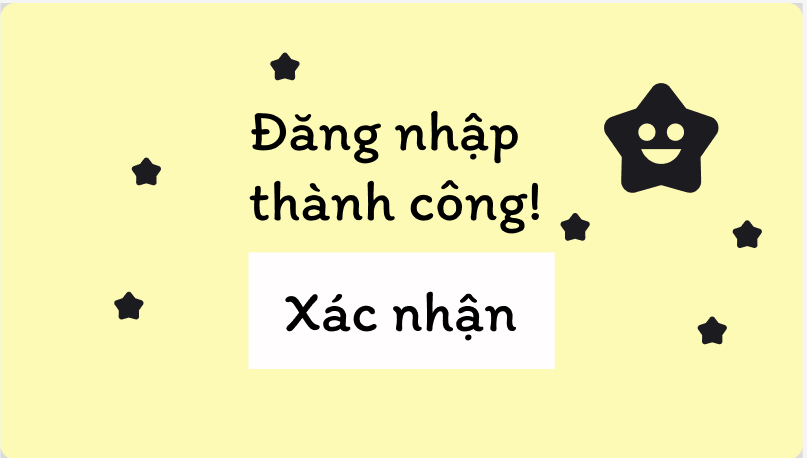 Đăng nhập
thành công!
Xác nhận